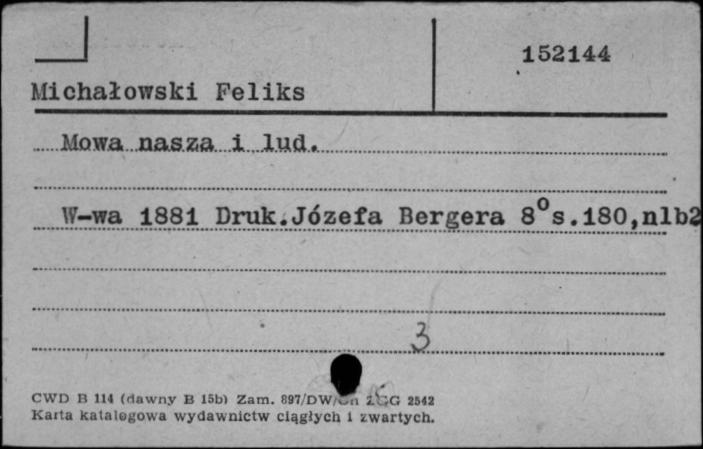 152144
Michałowski Feliks
Mowa nasza i lud.
W-wa 1881 Druk.Józefa Bergera 8°s.180,nlb2
3
CWD B 114 (dawny B 15b) Zam. 897/DW/ 2542
Karta katalogowa wydawnictw ciągłych i zwartych.